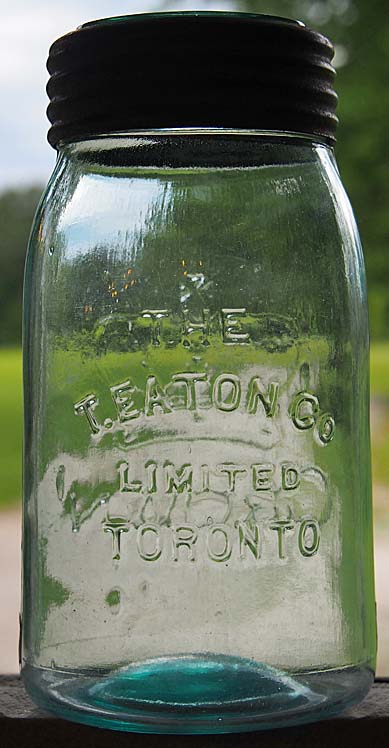 THE
T. EATON CO
LIMITED
TORONTO